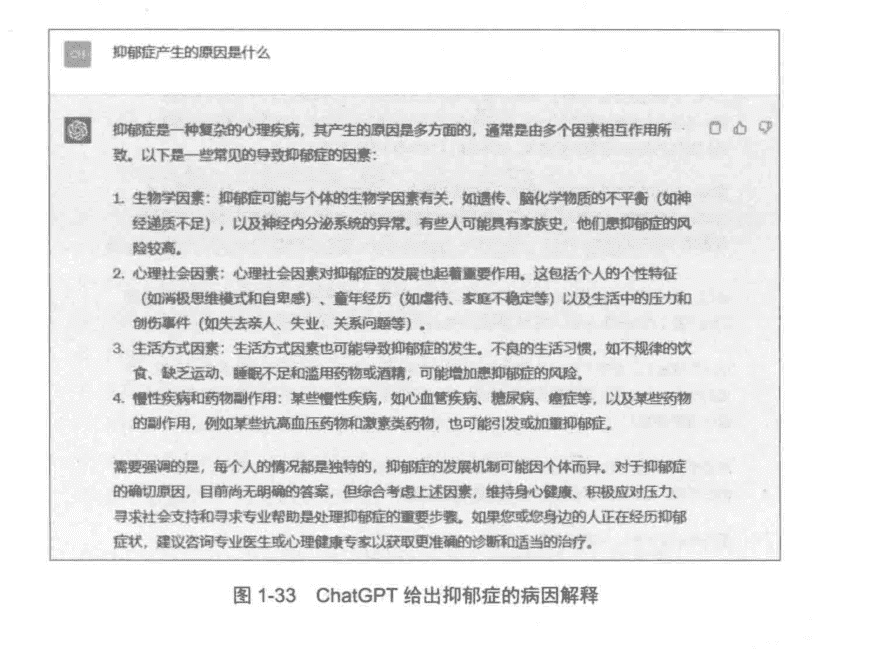 抑郁症产生的原因是什么
抑郁症是一种复杂的心理疾病，其产生的原因是多方面的，通常是由多个因素相互作用所
致。以下是一些常见的导致抑郁症的因素：
1. 生物学因素：抑郁症可能与个体的生物学因素有关，如遗传、脑化学物质的不平衡（如神
经递质不足），以及神经内分泌系统的异常。有些人可能具有家族史，他们患抑郁症的风
险较高。
2. 心理社会因素：心理社会因素对抑郁症的发展也起着重要作用。这包括个人的个性特征
（如消极思维模式和自卑感）、童年经历（如虐待、家庭不稳定等）以及生活中的压力和
创伤事件（如失去亲人、失业、关系问题等）。
3. 生活方式因素：生活方式因素也可能导致抑郁症的发生。不良的生活习惯，如不规律的饮
食、缺乏运动、睡眠不足和滥用药物或酒精，可能增加患抑郁症的风险。
4. 慢性疾病和药物副作用：某些慢性疾病，如心血管疾病、糖尿病、癌症等，以及某些药物
的副作用，例如某些抗高血压药物和激素类药物，也可能引发或加重抑郁症。
需要强调的是，每个人的情况都是独特的，抑郁症的发展机制可能因个体而异。对于抑郁症
的确切原因，目前尚无明确的答案，但综合考虑上述因素，维持身心健康、积极应对压力、
寻求社会支持和寻求专业帮助是处理抑郁症的重要步骤。如果您或您身边的人正在经历抑郁
症状，建议咨询专业医生或心理健康专家以获取更准确的诊断和适当的治疗。
图 1-33 ChatGPT 给出抑郁症的病因解释